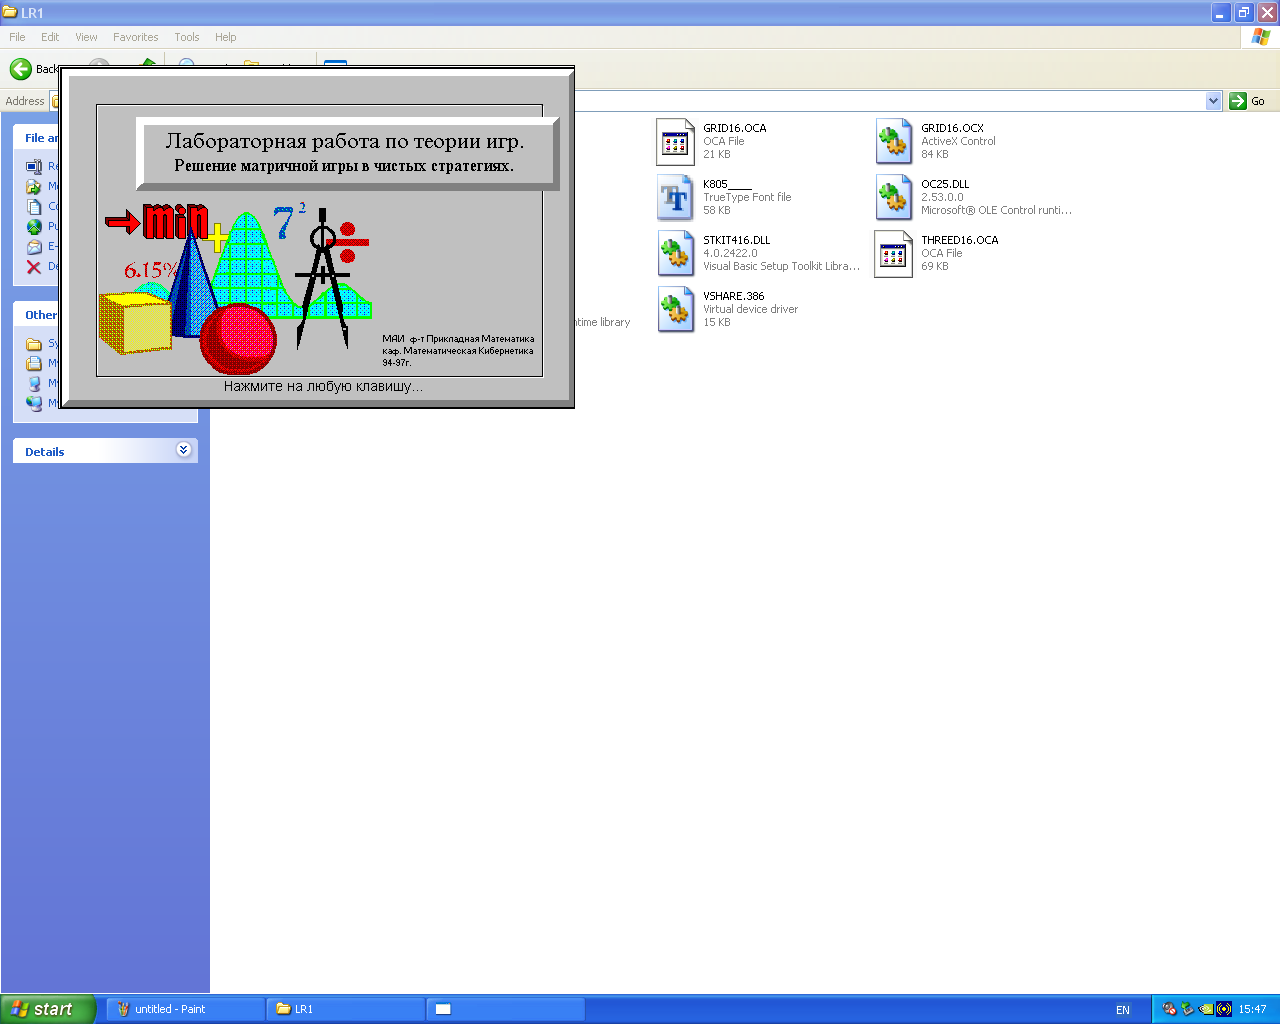 LR1
File Edit View Favorites Tools Help
Back
Address
Go
File
GRID16.OCA
OCA File
21 KB
GRID16.OCX
ActiveX Control
84 KB
K805____
TrueType Font file
58 KB
OC25.DLL
2.53.0.0
Microsoft® OLE Control runti...
STKIT416.DLL
4.0.2422.0
Visual Basic Setup Toolkit Libra...
THREED16.OCA
OCA File
69 KB
VSHARE.386
Virtual device driver
15 KB
ntime library
Лабораторная работа по теории игр.
Решение матричной игры в чистых стратегиях.
min
+
7²
6.15%
МАИ ф-т Прикладная Математика
каф. Математическая Кибернетика
94-97г.
Нажмите на любую клавишу...
Other
Details
start
untitled - Paint
LR1
EN
15:47